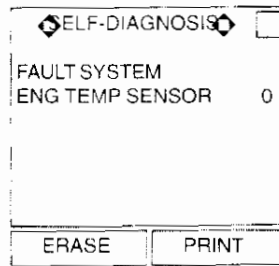 SELF-DIAGNOSIS
FAULT SYSTEM
ENG TEMP SENSOR 0
ERASE PRINT